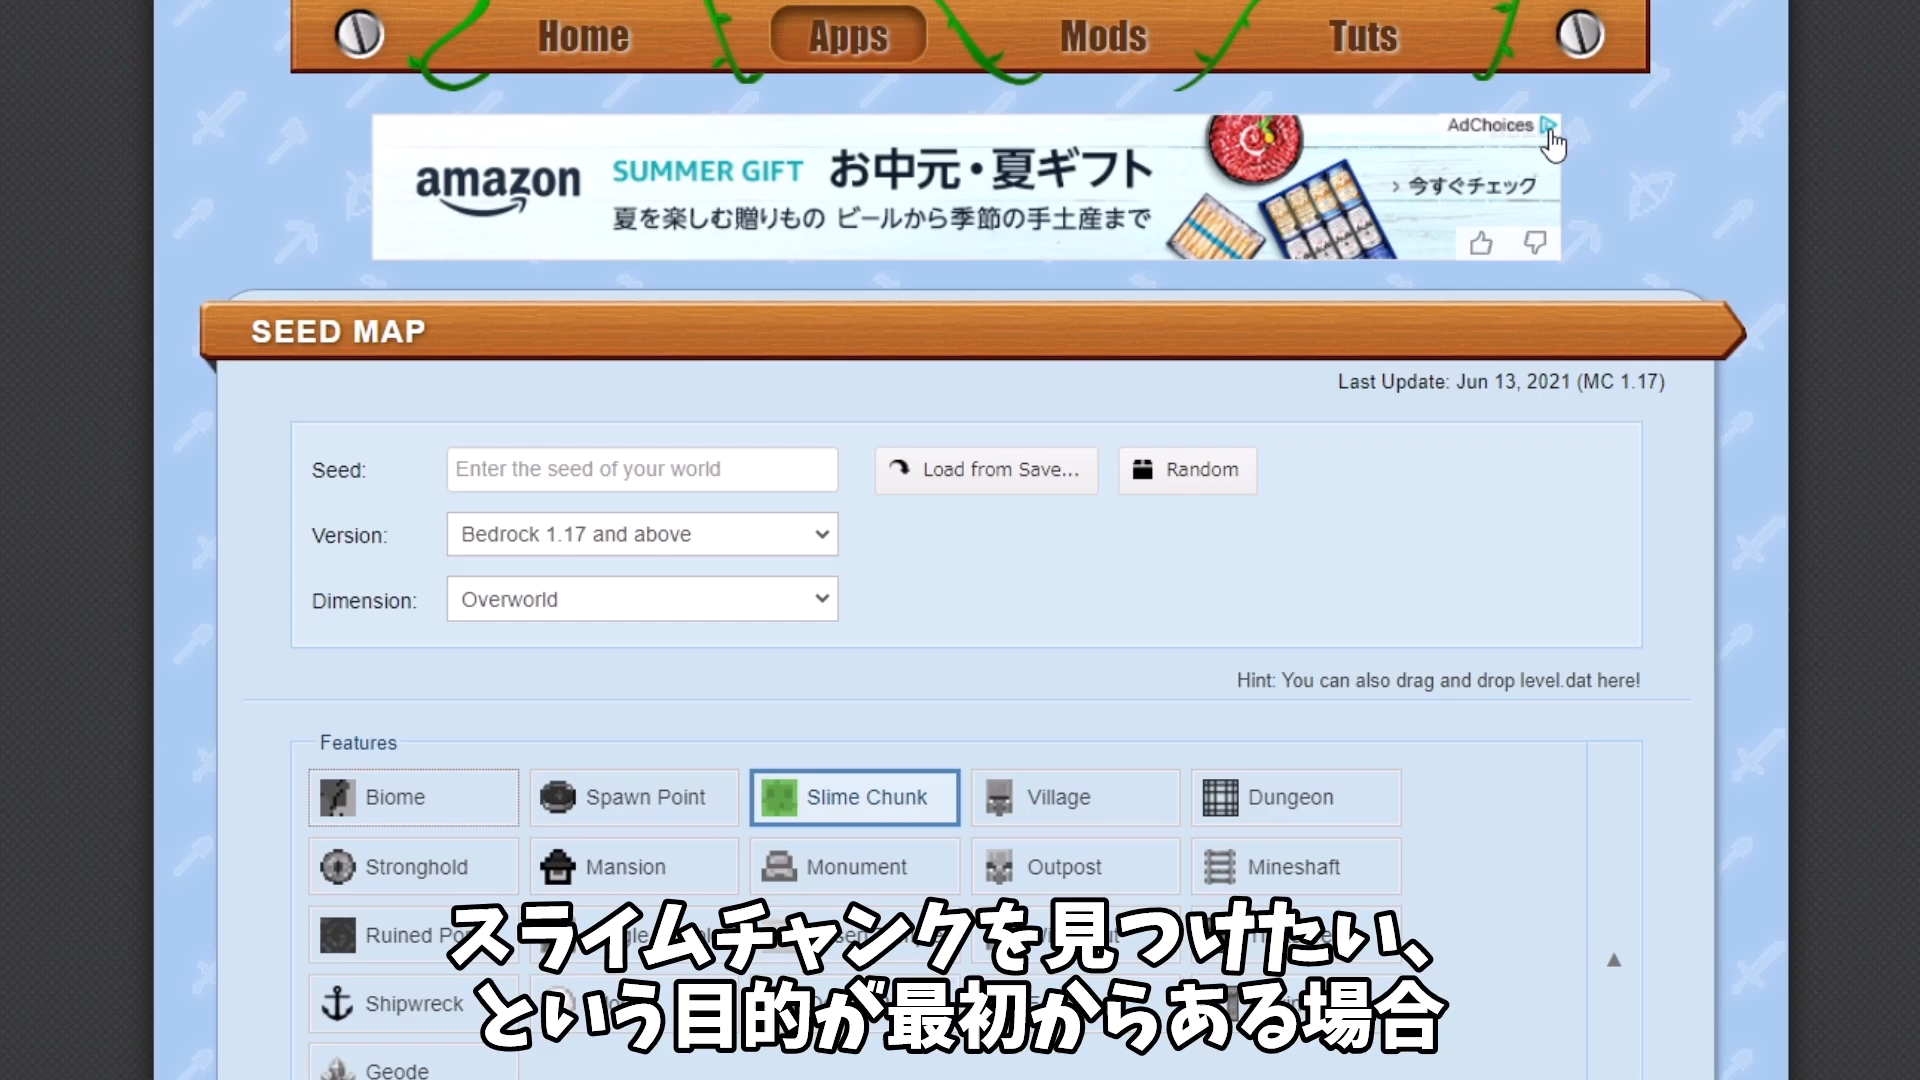 Home Apps Mods Tuts
AdChoices
amazon SUMMER GIFT お中元・夏ギフト
› 今すぐチェック
夏を楽しむ贈りもの ビールから季節の手土産まで
SEED MAP
Last Update: Jun 13, 2021 (MC 1.17)
Seed: Enter the seed of your world Load from Save... Random
Version: Bedrock 1.17 and above
Dimension: Overworld
Hint: You can also drag and drop level.dat here!
Features
Biome Spawn Point Slime Chunk Village Dungeon
Stronghold Mansion Monument Outpost Mineshaft
Ruined
Shipwreck
Geode
スライムチャンクを見つけたい、
という目的が最初からある場合